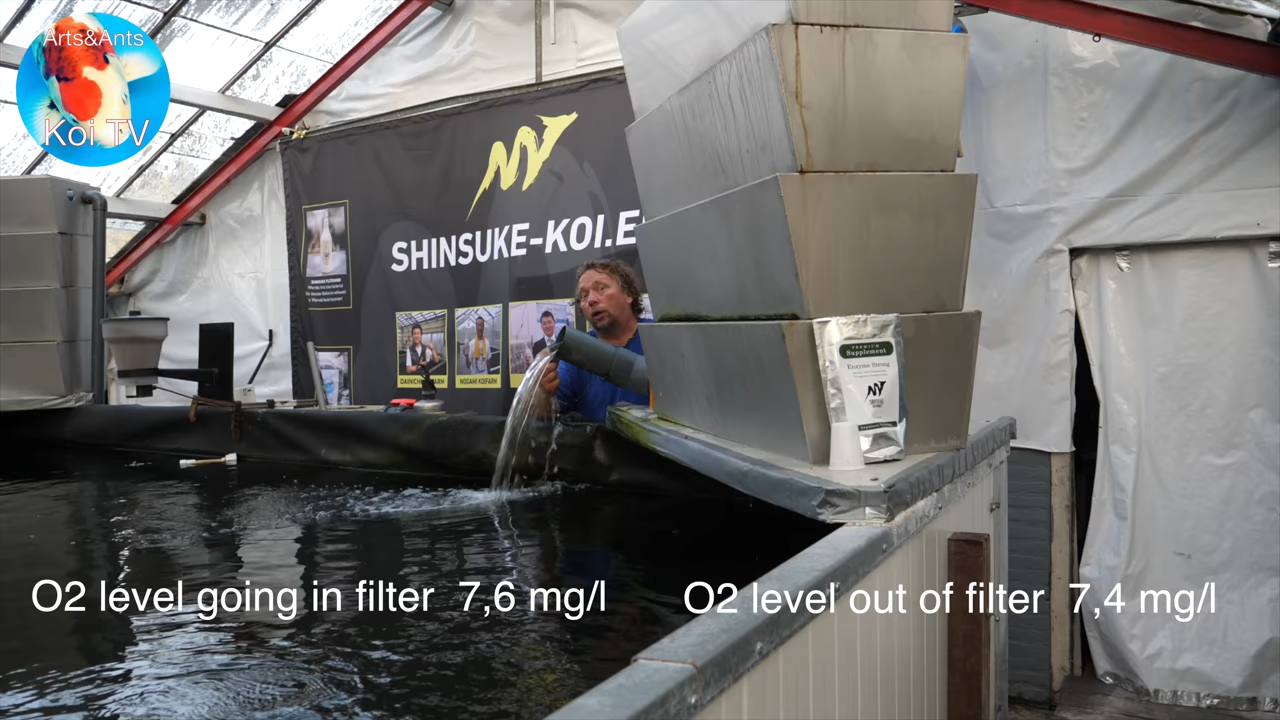 Arts&Ants
Koi TV
SHINSUKE-KOI.E
DAINICHI
ARM
NOGAMI KOIFARM
PREMIUM
Supplement
Enzyme Strong
O2 level going in filter 7,6 mg/l
O2 level out of filter 7,4 mg/l